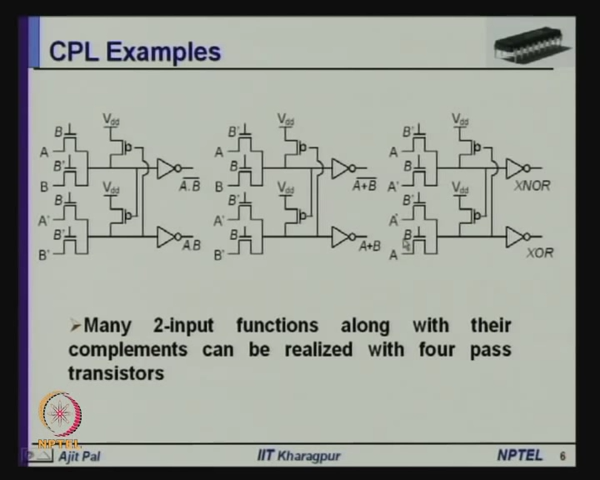 CPL Examples
Vdd Vdd Vdd
B B' B'
A A A
B' B B
B A.B B A+B A' XNOR
B Vdd B' Vdd B' Vdd
A' A' A'
B' B B
B' A.B B' A+B A XOR
➢Many 2-input functions along with their
complements can be realized with four pass
transistors
NPTEL
Ajit Pal IIT Kharagpur NPTEL 6